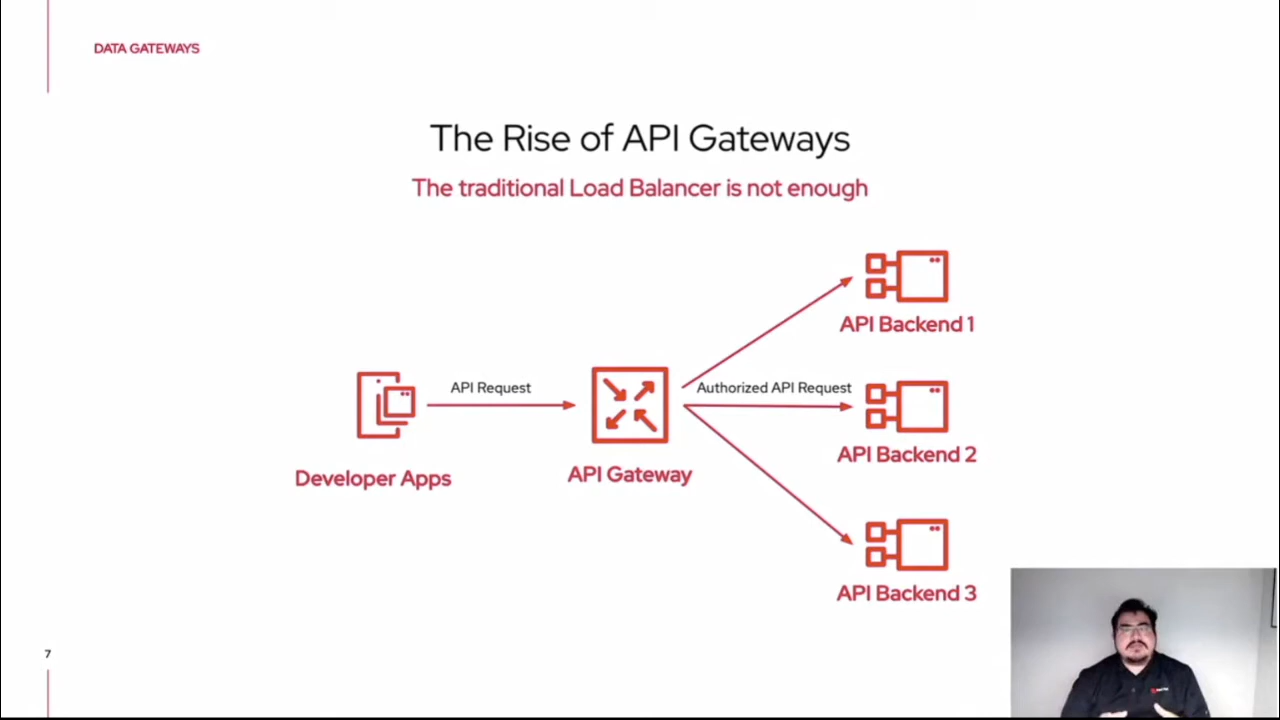 DATA GATEWAYS
The Rise of API Gateways
The traditional Load Balancer is not enough
API Backend 1
API Request
Authorized API Request
Developer Apps
API Gateway
API Backend 2
API Backend 3
7